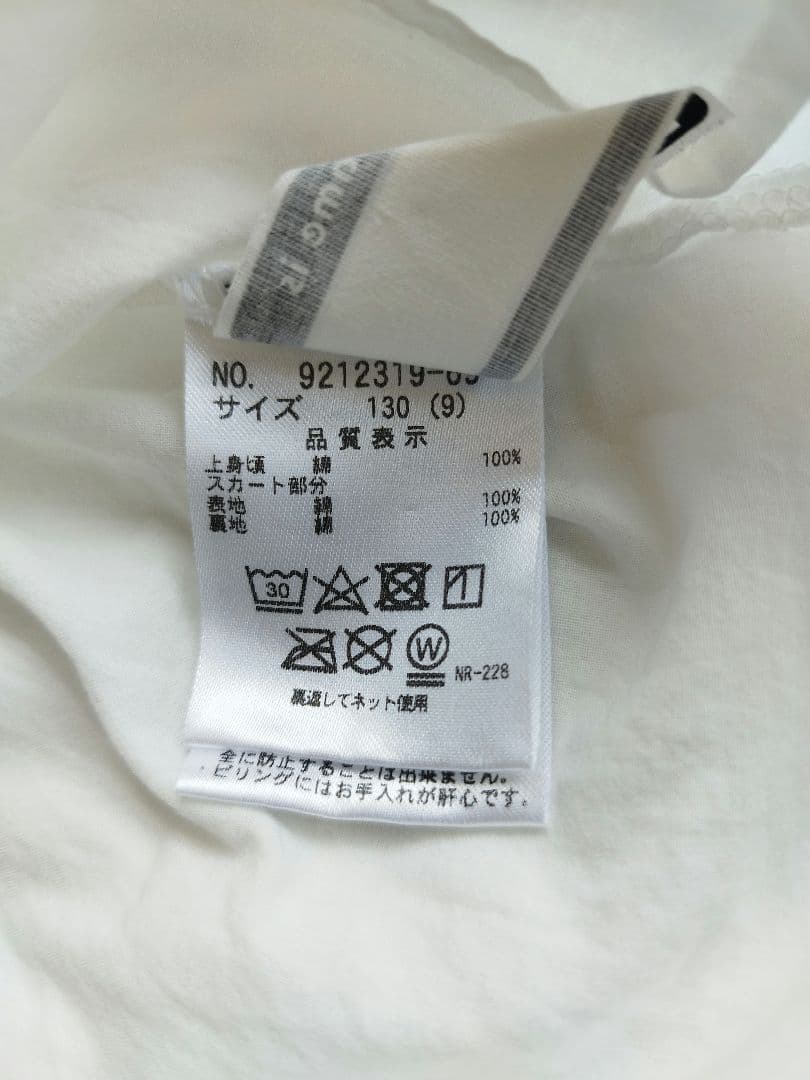 NO. 9212319-
サイズ 130 (9)
品質表示
上身頃 綿 100%
スカート部分
表地 綿 100%
裏地 綿 100%
30
W
NR-228
裏返してネット使用
全に防止することは出来ません。
ピリングにはお手入れが肝心です。